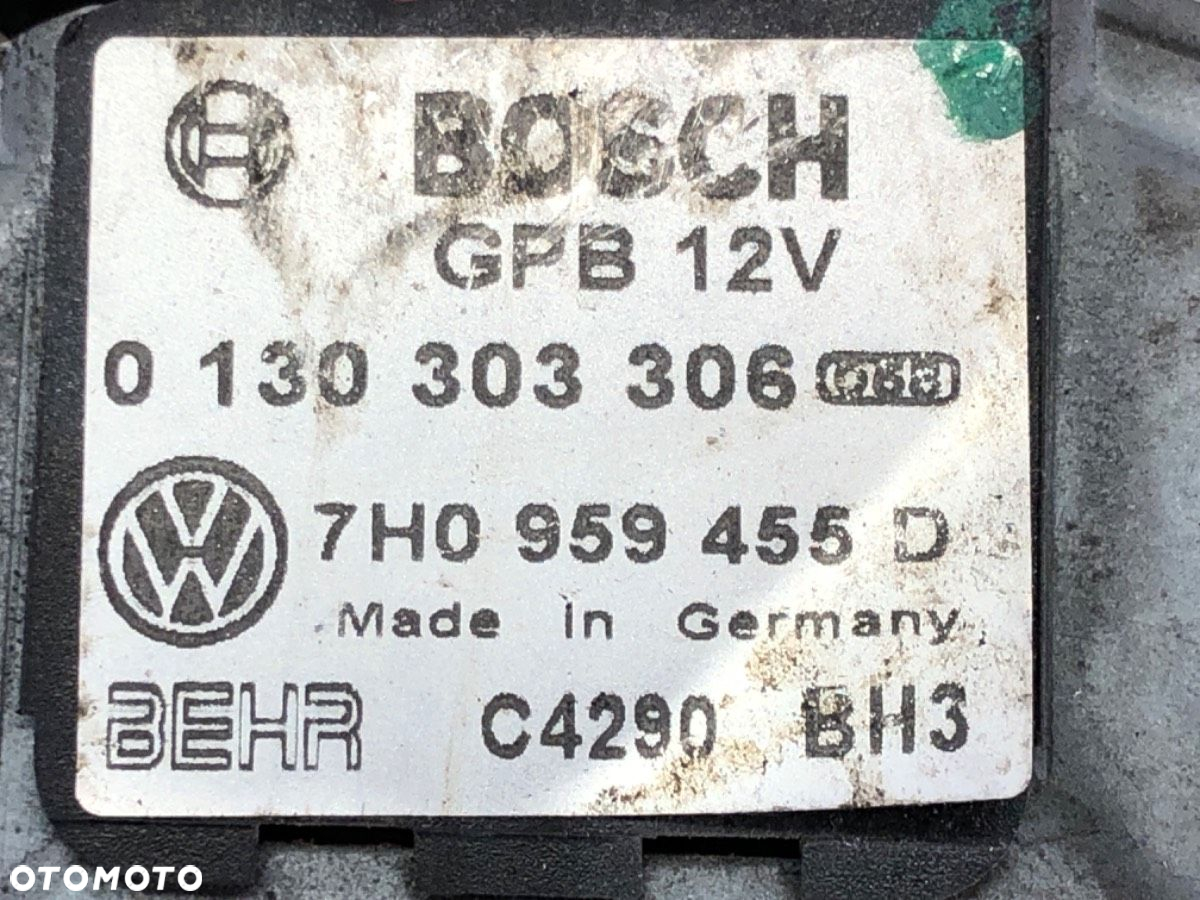 BOSCH
GPB 12V
0 130 303 306
7H0 959 455 D
Made in Germany
BEHR C4290 BH3
OTOMOTO